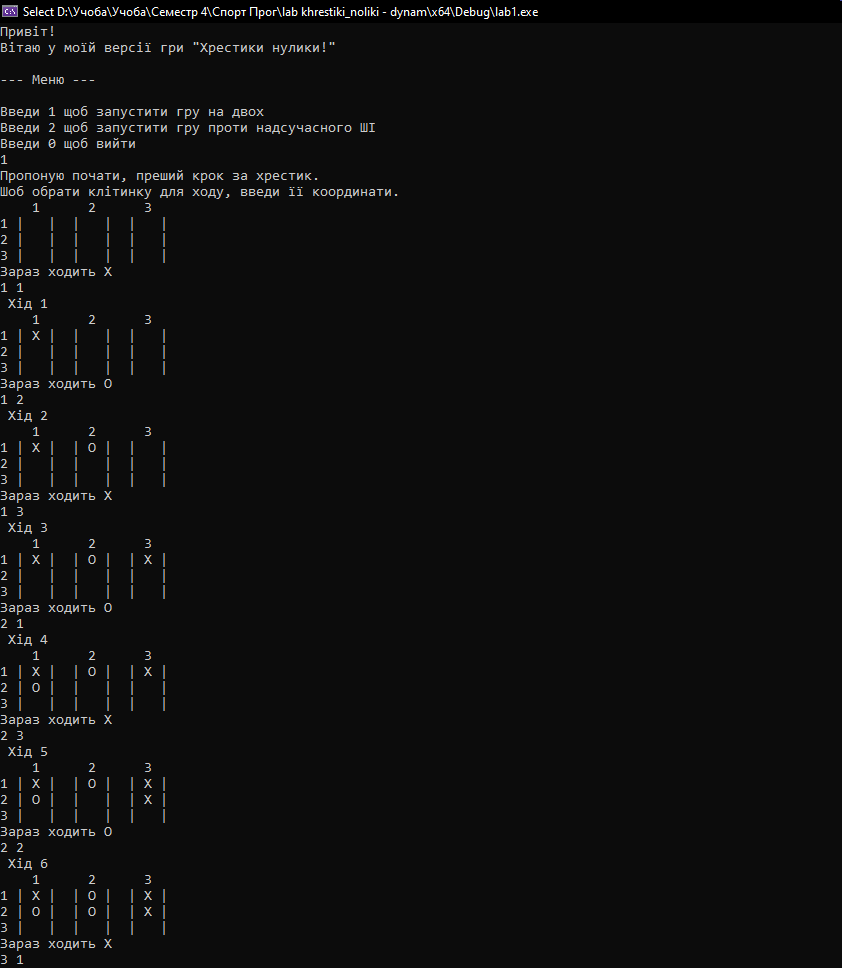 Select D:\Учоба\Учоба\Семестр 4\Спорт Прог\lab khrestiki_noliki - dynam\x64\Debug\lab1.exe
Привіт!
Вітаю у моїй версії гри "Хрестики нулики!"
--- Меню ---
Введи 1 щоб запустити гру на двох
Введи 2 щоб запустити гру проти надсучасного ШІ
Введи 0 щоб вийти
1
Пропоную почати, преший крок за хрестик.
Шоб обрати клітинку для ходу, введи її координати.
    1      2      3
1 |   |  |   |  |   |
2 |   |  |   |  |   |
3 |   |  |   |  |   |
Зараз ходить X
1 1
 Хід 1
    1      2      3
1 | X |  |   |  |   |
2 |   |  |   |  |   |
3 |   |  |   |  |   |
Зараз ходить O
1 2
 Хід 2
    1      2      3
1 | X |  | O |  |   |
2 |   |  |   |  |   |
3 |   |  |   |  |   |
Зараз ходить X
1 3
 Хід 3
    1      2      3
1 | X |  | O |  | X |
2 |   |  |   |  |   |
3 |   |  |   |  |   |
Зараз ходить O
2 1
 Хід 4
    1      2      3
1 | X |  | O |  | X |
2 | O |  |   |  |   |
3 |   |  |   |  |   |
Зараз ходить X
2 3
 Хід 5
    1      2      3
1 | X |  | O |  | X |
2 | O |  |   |  | X |
3 |   |  |   |  |   |
Зараз ходить O
2 2
 Хід 6
    1      2      3
1 | X |  | O |  | X |
2 | O |  | O |  | X |
3 |   |  |   |  |   |
Зараз ходить X
3 1